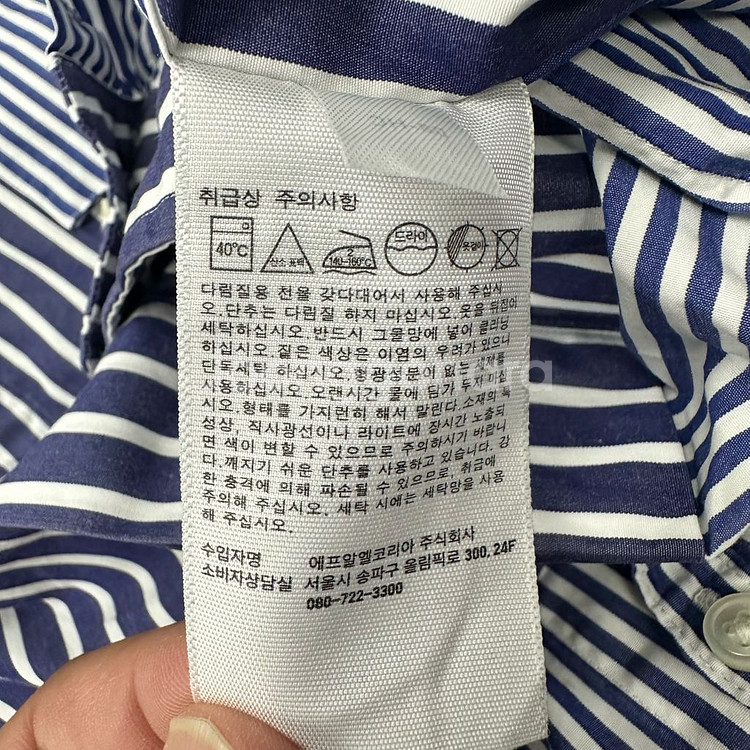 취급상 주의사항
40℃ 산소 표백 140~160℃ 드라이 옷걸이
다림질용 천을 갖다대어서 사용해 주십시
오.단추는 다림질 하지 마십시오.옷을 뒤집어
세탁하십시오.반드시 그물망에 넣어 클리닝
하십시오.짙은 색상은 이염의 우려가 있으니
단독세탁 하십시오.형광성분이 없는 세제를
사용하십시오.오랜시간 물에 담가 두지 마십
시오.형태를 가지런히 해서 말린다.소재의 특
성상, 직사광선이나 라이트에 장시간 노출되
면 색이 변할 수 있으므로 주의하시기 바랍니
다.깨지기 쉬운 단추를 사용하고 있습니다. 강
한 충격에 의해 파손될 수 있으므로, 취급에
주의해 주십시오. 세탁 시에는 세탁망을 사용
해 주십시오.
수입자명 에프알엘코리아 주식회사
소비자상담실 서울시 송파구 올림픽로 300, 24F
080-722-3300